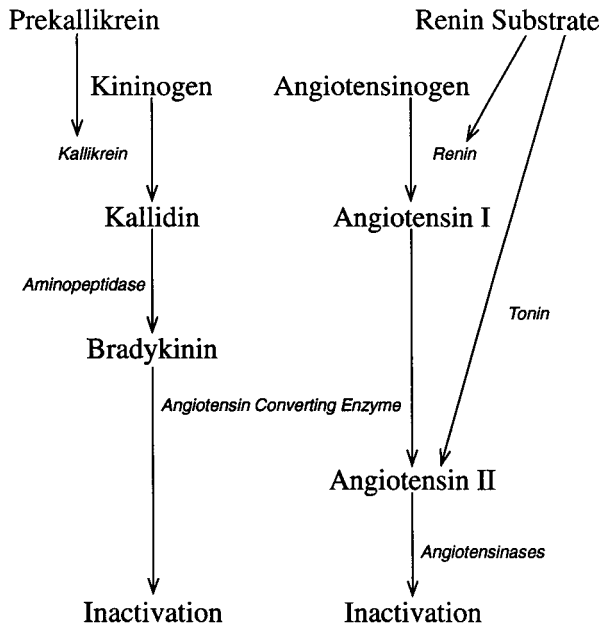 Prekallikrein
Renin Substrate
Kininogen
Angiotensinogen
Kallikrein
Renin
Kallidin
Angiotensin I
Aminopeptidase
Tonin
Bradykinin
Angiotensin Converting Enzyme
Angiotensin II
Angiotensinases
Inactivation
Inactivation